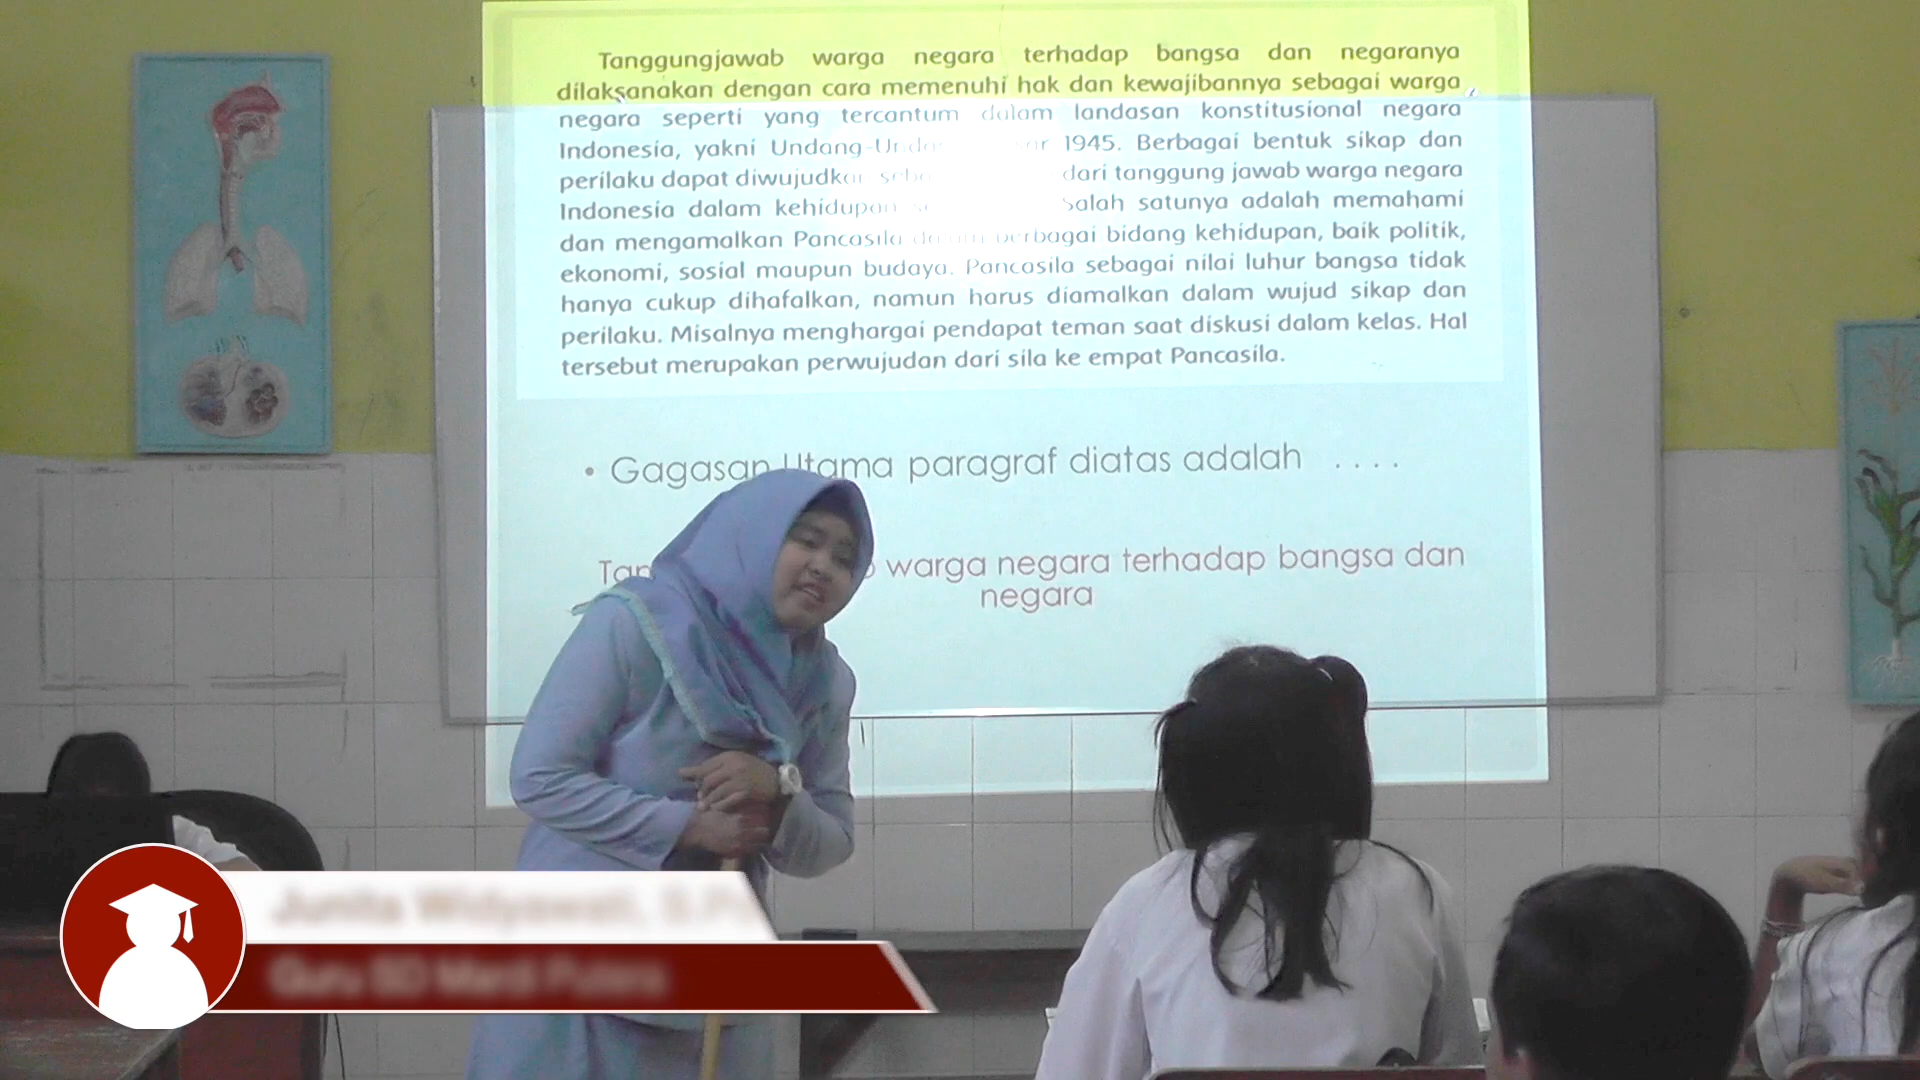 Tanggungjawab warga negara terhadap bangsa dan negaranya
dilaksanakan dengan cara memenuhi hak dan kewajibannya sebagai warga
negara seperti yang tercantum dalam landasan konstitusional negara
Indonesia, yakni Undang-Undang 1945. Berbagai bentuk sikap dan
perilaku dapat diwujudkan dari tanggung jawab warga negara
Indonesia dalam kehidupan Salah satunya adalah memahami
dan mengamalkan Pancasila dalam berbagai bidang kehidupan, baik politik,
ekonomi, sosial maupun budaya. Pancasila sebagai nilai luhur bangsa tidak
hanya cukup dihafalkan, namun harus diamalkan dalam wujud sikap dan
perilaku. Misalnya menghargai pendapat teman saat diskusi dalam kelas. Hal
tersebut merupakan perwujudan dari sila ke empat Pancasila.
• Gagasan Utama paragraf diatas adalah ....
warga negara terhadap bangsa dan
negara